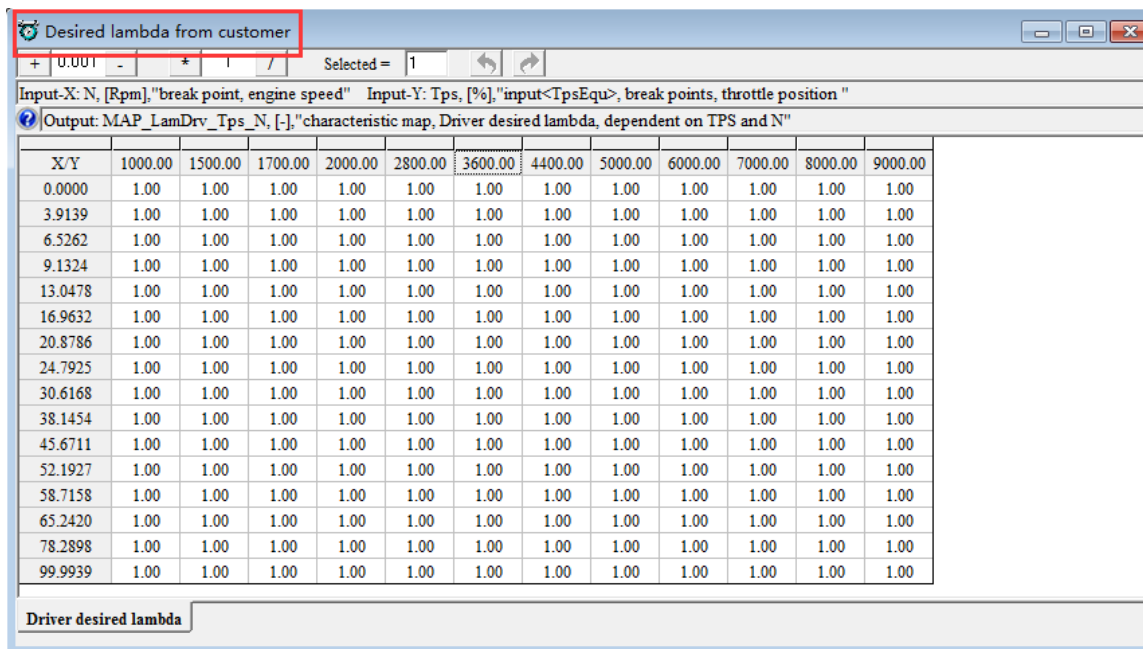 Desired lambda from customer
+ 0.001 - * 1 / Selected = 1
Input-X: N, [Rpm],"break point, engine speed" Input-Y: Tps, [%],"input<TpsEqu>, break points, throttle position "
Output: MAP_LamDrv_Tps_N, [-],"characteristic map, Driver desired lambda, dependent on TPS and N"
X/Y 1000.00 1500.00 1700.00 2000.00 2800.00 3600.00 4400.00 5000.00 6000.00 7000.00 8000.00 9000.00
0.0000 1.00 1.00 1.00 1.00 1.00 1.00 1.00 1.00 1.00 1.00 1.00 1.00
3.9139 1.00 1.00 1.00 1.00 1.00 1.00 1.00 1.00 1.00 1.00 1.00 1.00
6.5262 1.00 1.00 1.00 1.00 1.00 1.00 1.00 1.00 1.00 1.00 1.00 1.00
9.1324 1.00 1.00 1.00 1.00 1.00 1.00 1.00 1.00 1.00 1.00 1.00 1.00
13.0478 1.00 1.00 1.00 1.00 1.00 1.00 1.00 1.00 1.00 1.00 1.00 1.00
16.9632 1.00 1.00 1.00 1.00 1.00 1.00 1.00 1.00 1.00 1.00 1.00 1.00
20.8786 1.00 1.00 1.00 1.00 1.00 1.00 1.00 1.00 1.00 1.00 1.00 1.00
24.7925 1.00 1.00 1.00 1.00 1.00 1.00 1.00 1.00 1.00 1.00 1.00 1.00
30.6168 1.00 1.00 1.00 1.00 1.00 1.00 1.00 1.00 1.00 1.00 1.00 1.00
38.1454 1.00 1.00 1.00 1.00 1.00 1.00 1.00 1.00 1.00 1.00 1.00 1.00
45.6711 1.00 1.00 1.00 1.00 1.00 1.00 1.00 1.00 1.00 1.00 1.00 1.00
52.1927 1.00 1.00 1.00 1.00 1.00 1.00 1.00 1.00 1.00 1.00 1.00 1.00
58.7158 1.00 1.00 1.00 1.00 1.00 1.00 1.00 1.00 1.00 1.00 1.00 1.00
65.2420 1.00 1.00 1.00 1.00 1.00 1.00 1.00 1.00 1.00 1.00 1.00 1.00
78.2898 1.00 1.00 1.00 1.00 1.00 1.00 1.00 1.00 1.00 1.00 1.00 1.00
99.9939 1.00 1.00 1.00 1.00 1.00 1.00 1.00 1.00 1.00 1.00 1.00 1.00
Driver desired lambda